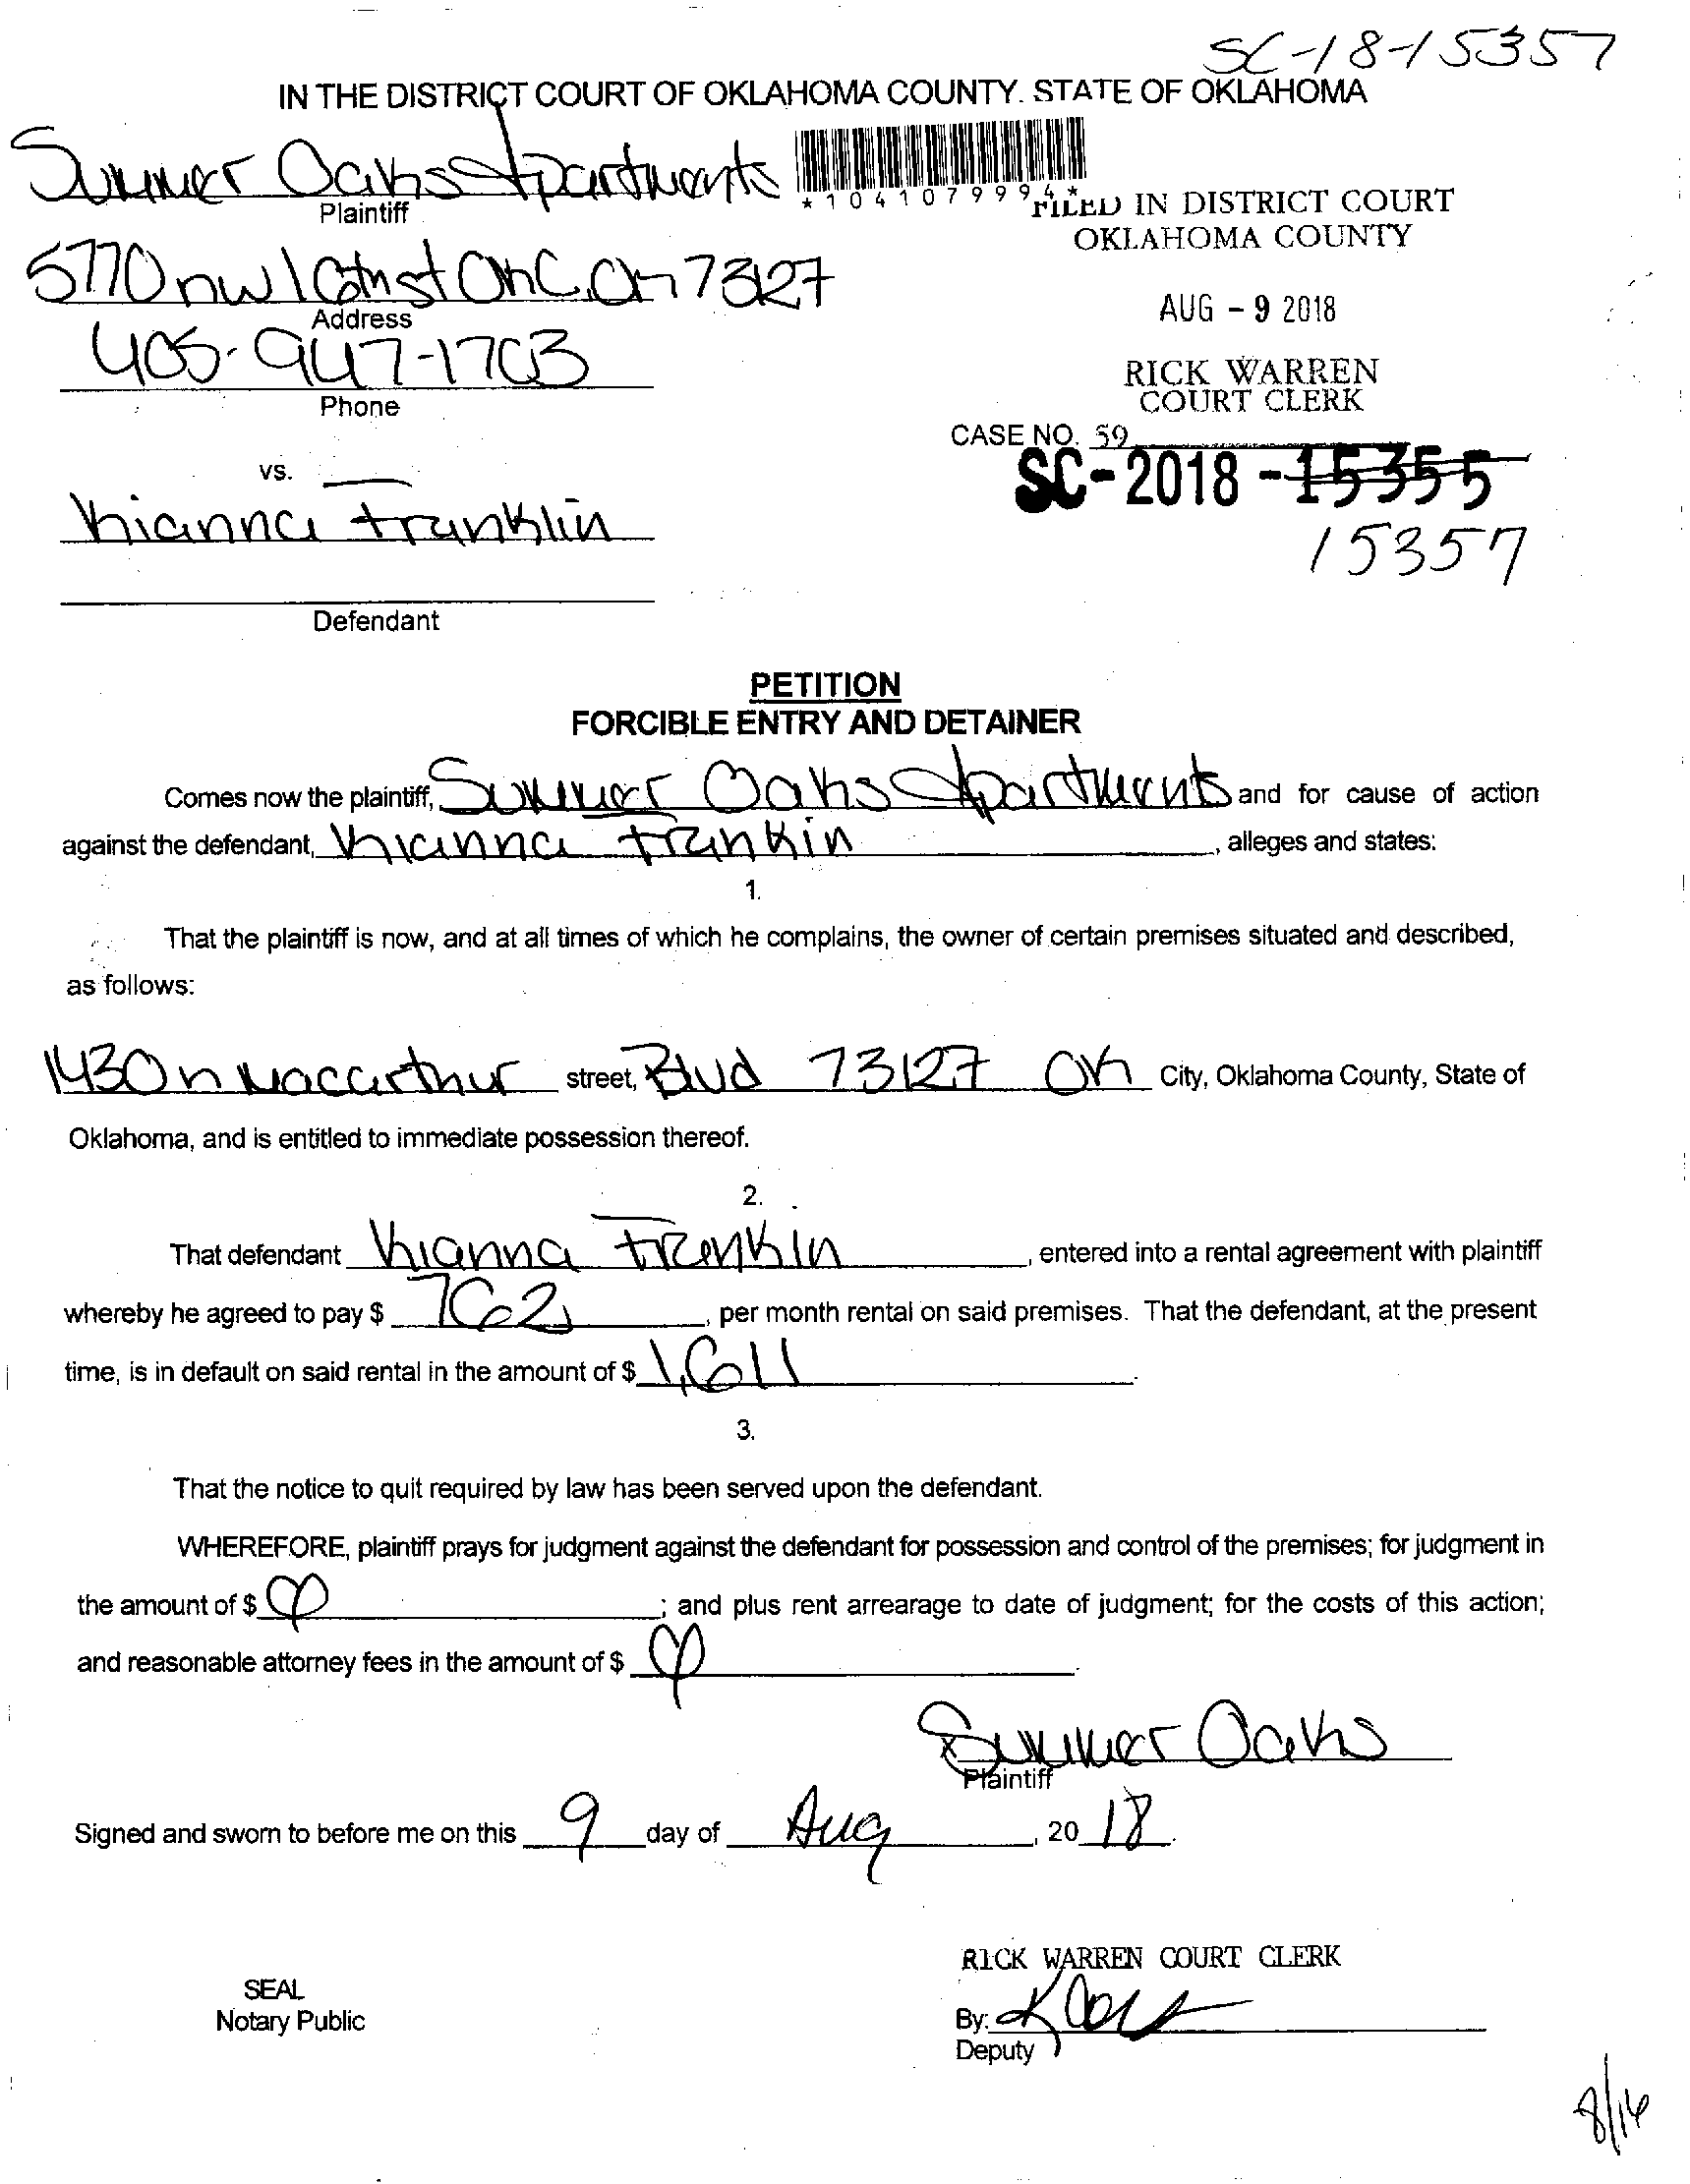 SC-18-15357
IN THE DISTRICT COURT OF OKLAHOMA COUNTY. STATE OF OKLAHOMA
Summer Oaks Apartments
*1041079994*
Plaintiff
FILED IN DISTRICT COURT
OKLAHOMA COUNTY
5770 nw 16th st OKC, OK 73127
Address
AUG - 9 2018
405-947-1703
Phone
RICK WARREN
COURT CLERK
CASE NO. 59
SC-2018-15355
15357
vs.
Kianna Franklin
Defendant
PETITION
FORCIBLE ENTRY AND DETAINER
Comes now the plaintiff, Summer Oaks Apartments and for cause of action
against the defendant, Kianna Frankin, alleges and states:
1.
That the plaintiff is now, and at all times of which he complains, the owner of certain premises situated and described,
as follows:
1430 n Macarthur street, Blvd 73127 OK City, Oklahoma County, State of
Oklahoma, and is entitled to immediate possession thereof.
2.
That defendant Kianna Frankin, entered into a rental agreement with plaintiff
whereby he agreed to pay $ 762, per month rental on said premises. That the defendant, at the present
time, is in default on said rental in the amount of $ 1,611.
3.
That the notice to quit required by law has been served upon the defendant.
WHEREFORE, plaintiff prays for judgment against the defendant for possession and control of the premises; for judgment in
the amount of $ φ; and plus rent arrearage to date of judgment; for the costs of this action;
and reasonable attorney fees in the amount of $ φ.
x Summer Oaks
Plaintiff
Signed and sworn to before me on this 9 day of Aug, 20 18.
RICK WARREN COURT CLERK
SEAL
Notary Public
By:
Deputy
8/16